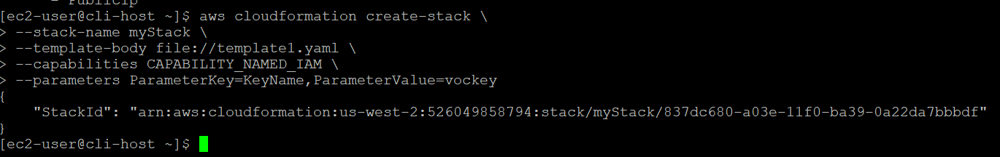 - PublicIp
[ec2-user@cli-host ~]$ aws cloudformation create-stack \
> --stack-name myStack \
> --template-body file://template1.yaml \
> --capabilities CAPABILITY_NAMED_IAM \
> --parameters ParameterKey=KeyName,ParameterValue=vockey
{
    "StackId": "arn:aws:cloudformation:us-west-2:526049858794:stack/myStack/837dc680-a03e-11f0-ba39-0a22da7bbbdf"
}
[ec2-user@cli-host ~]$